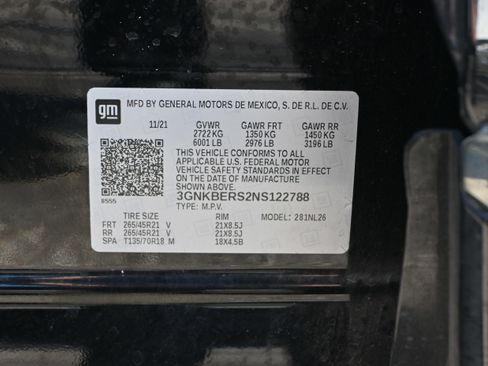 gm
MFD BY GENERAL MOTORS DE MEXICO, S. DE R.L. DE C.V.
11/21 GVWR GAWR FRT GAWR RR
2722 KG 1350 KG 1450 KG
6001 LB 2976 LB 3196 LB
THIS VEHICLE CONFORMS TO ALL
APPLICABLE U.S. FEDERAL MOTOR
VEHICLE SAFETY STANDARDS IN EFFECT
ON THE DATE OF MANUFACTURE
SHOWN ABOVE.
3GNKBERS2NS122788
TYPE: M.P.V.
8555
TIRE SIZE RIM MODEL: 281NL26
FRT 265/45R21 V 21X8.5J
RR 265/45R21 V 21X8.5J
SPA T135/70R18 M 18X4.5B